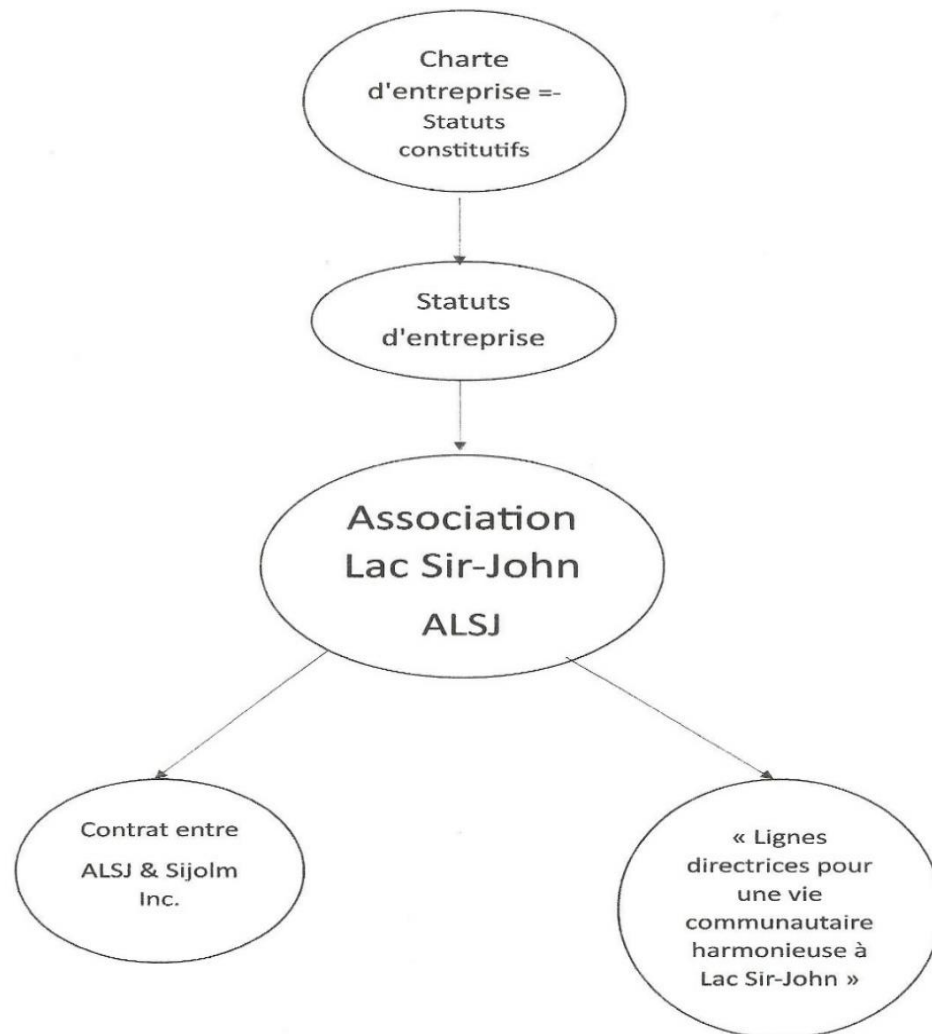 Charte
d'entreprise =-
Statuts
constitutifs
Statuts
d'entreprise
Association
Lac Sir-John
ALSJ
Contrat entre
ALSJ & Sijolm
Inc.
« Lignes
directrices pour
une vie
communautaire
harmonieuse à
Lac Sir-John »